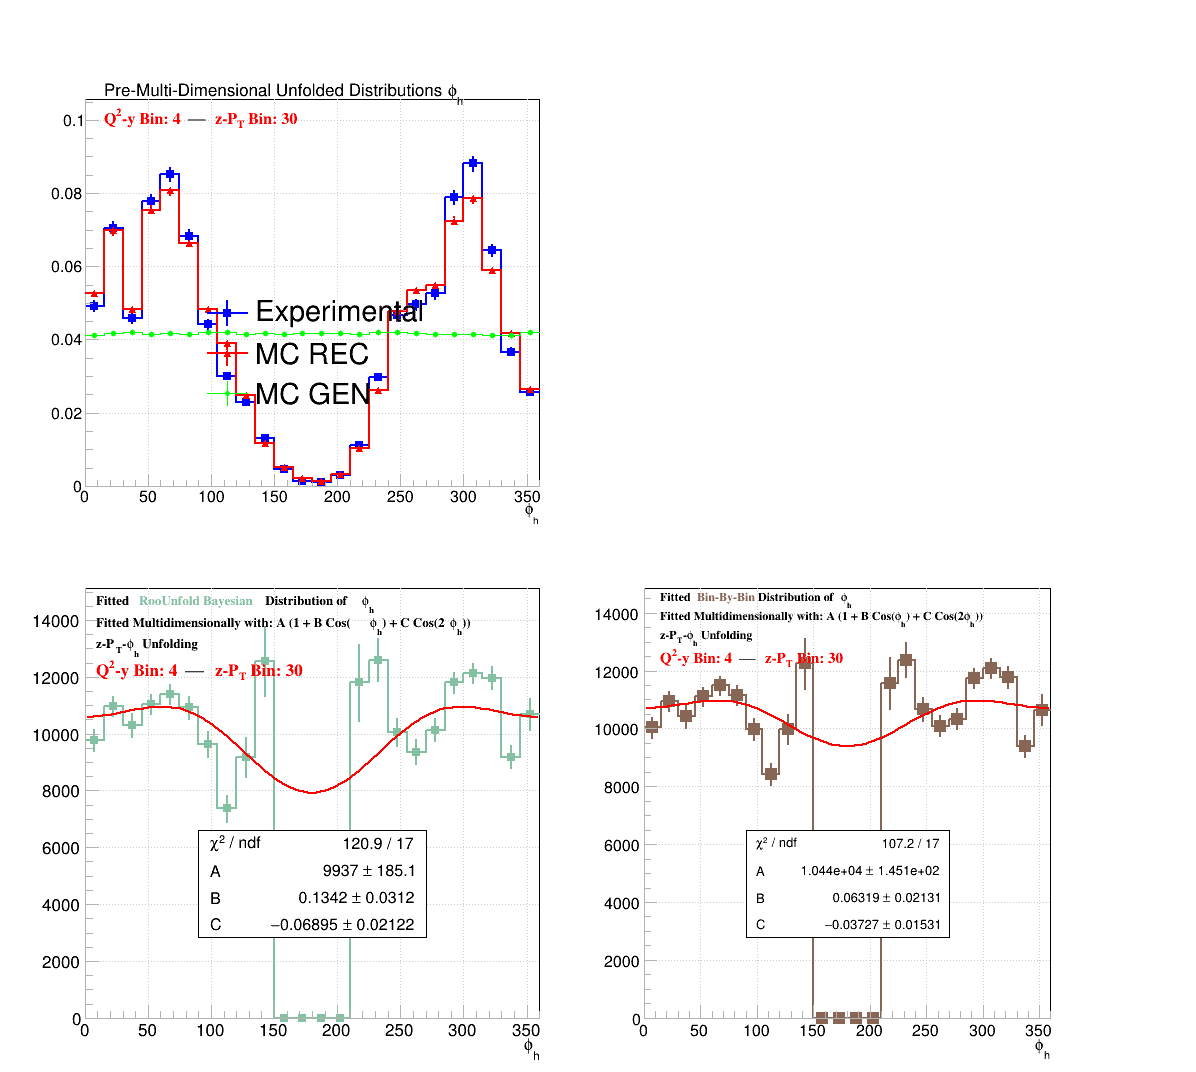 Pre-Multi-Dimensional Unfolded Distributions ϕh
Q²-y Bin: 4 — z-PT Bin: 30
0.1
0.08
0.06
0.04
0.02
0
Experimental
MC REC
MC GEN
0 50 100 150 200 250 300 350
ϕh
Fitted RooUnfold Bayesian Distribution of ϕh
Fitted Multidimensionally with: A (1 + B Cos( ϕh) + C Cos(2 ϕh))
z-PT-ϕh Unfolding
Q²-y Bin: 4 — z-PT Bin: 30
14000
12000
10000
8000
6000
4000
2000
0
χ² / ndf 120.9 / 17
A 9937 ± 185.1
B 0.1342 ± 0.0312
C −0.06895 ± 0.02122
0 50 100 150 200 250 300 350
ϕh
Fitted Bin-By-Bin Distribution of ϕh
Fitted Multidimensionally with: A (1 + B Cos(ϕh) + C Cos(2ϕh))
z-PT-ϕh Unfolding
Q²-y Bin: 4 — z-PT Bin: 30
14000
12000
10000
8000
6000
4000
2000
0
χ² / ndf 107.2 / 17
A 1.044e+04 ± 1.451e+02
B 0.06319 ± 0.02131
C −0.03727 ± 0.01531
0 50 100 150 200 250 300 350
ϕh